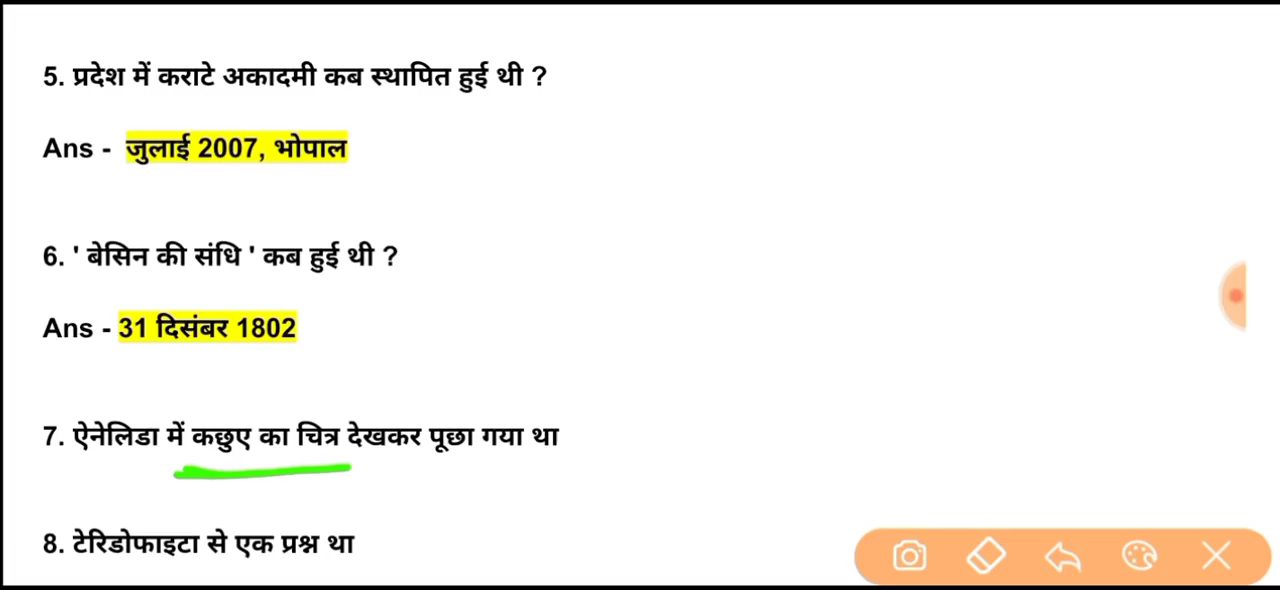 5. प्रदेश में कराटे अकादमी कब स्थापित हुई थी ?
Ans - जुलाई 2007, भोपाल
6. ' बेसिन की संधि ' कब हुई थी ?
Ans - 31 दिसंबर 1802
7. ऐनेलिडा में कछुए का चित्र देखकर पूछा गया था
8. टेरिडोफाइटा से एक प्रश्न था